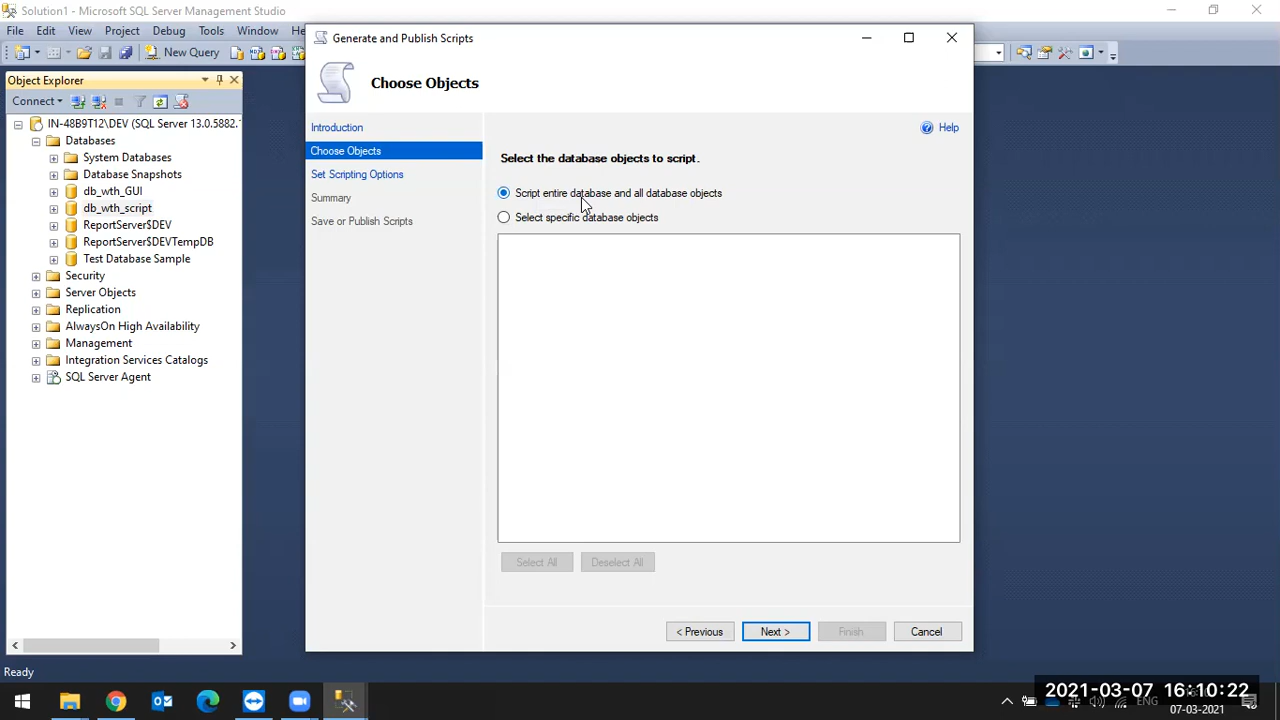 Solution1 - Microsoft SQL Server Management Studio
File Edit View Project Debug Tools Window He
New Query
Object Explorer
Connect
IN-48B9T12\DEV (SQL Server 13.0.5882.
Databases
System Databases
Database Snapshots
db_wth_GUI
db_wth_script
ReportServer$DEV
ReportServer$DEVTempDB
Test Database Sample
Security
Server Objects
Replication
AlwaysOn High Availability
Management
Integration Services Catalogs
SQL Server Agent
Generate and Publish Scripts
Choose Objects
Introduction
Choose Objects
Set Scripting Options
Summary
Save or Publish Scripts
Help
Select the database objects to script.
Script entire database and all database objects
Select specific database objects
Select All Deselect All
< Previous Next > Finish Cancel
Ready
2021-03-07 16:10:22
ENG
07-03-2021